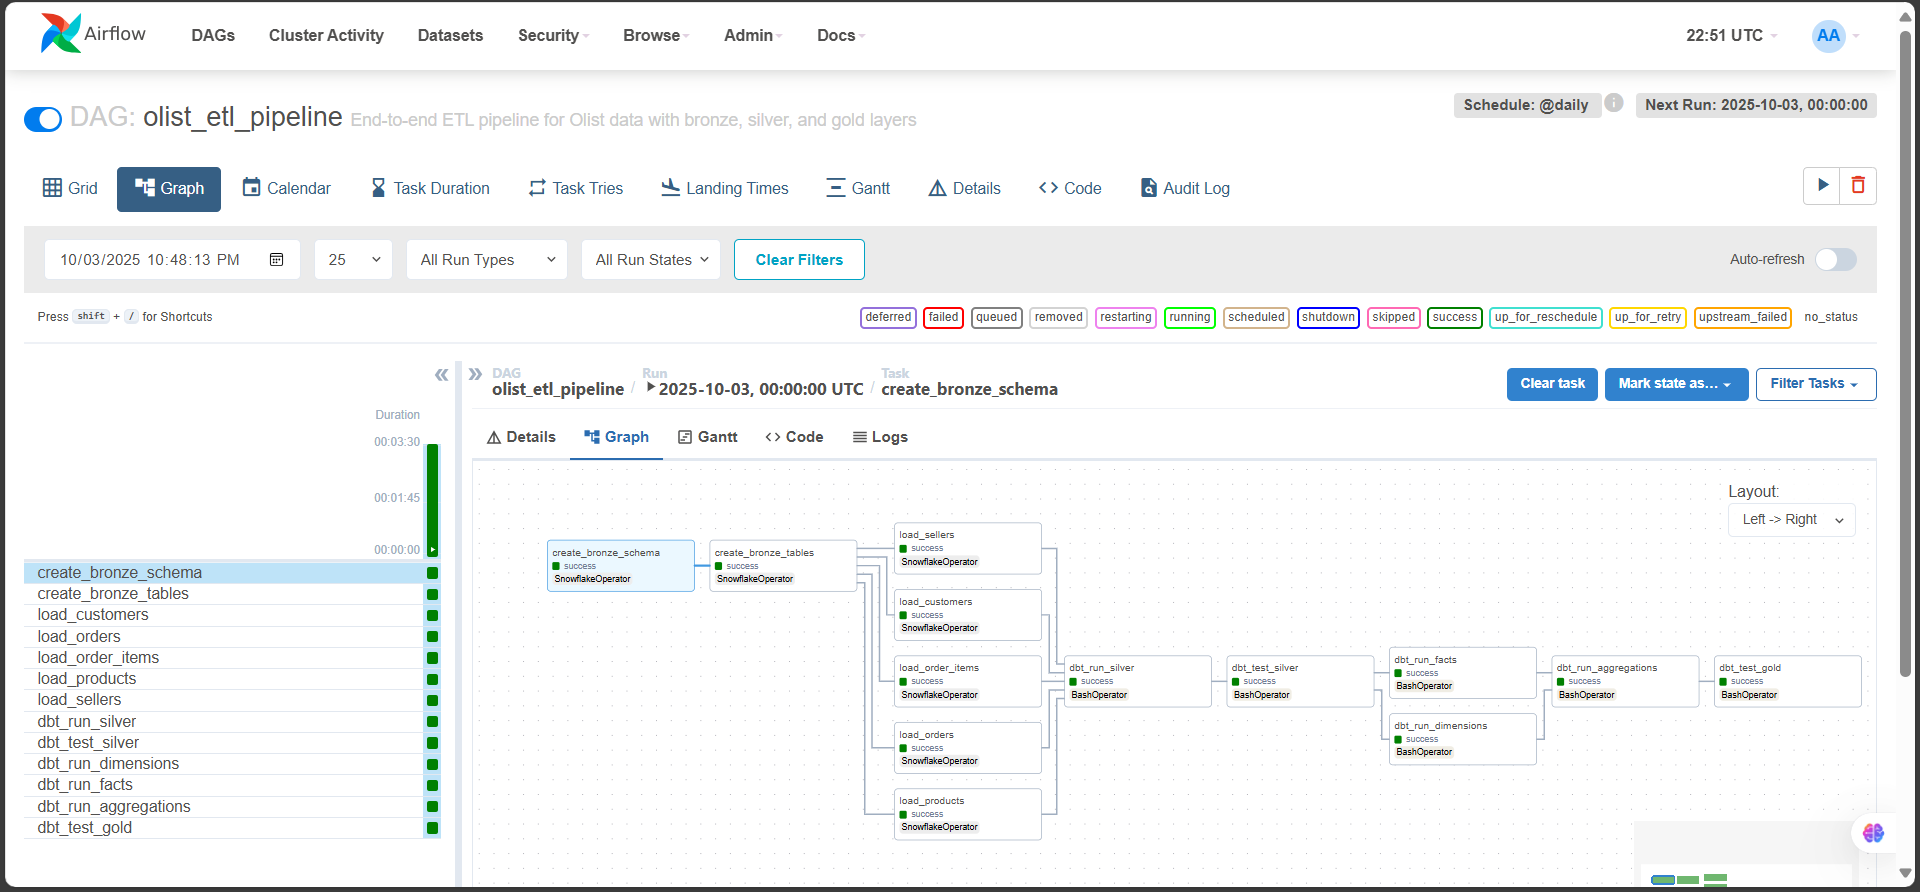 Airflow
DAGs
Cluster Activity
Datasets
Security
Browse
Admin
Docs
22:51 UTC
AA
DAG: olist_etl_pipeline End-to-end ETL pipeline for Olist data with bronze, silver, and gold layers
Schedule: @daily
Next Run: 2025-10-03, 00:00:00
Grid
Graph
Calendar
Task Duration
Task Tries
Landing Times
Gantt
Details
Code
Audit Log
10/03/2025 10:48:13 PM
25
All Run Types
All Run States
Clear Filters
Auto-refresh
Press shift + / for Shortcuts
deferred
failed
queued
removed
restarting
running
scheduled
shutdown
skipped
success
up_for_reschedule
up_for_retry
upstream_failed
no_status
Duration
00:03:30
00:01:45
00:00:00
create_bronze_schema
create_bronze_tables
load_customers
load_orders
load_order_items
load_products
load_sellers
dbt_run_silver
dbt_test_silver
dbt_run_dimensions
dbt_run_facts
dbt_run_aggregations
dbt_test_gold
DAG
olist_etl_pipeline
/
Run
2025-10-03, 00:00:00 UTC
/
Task
create_bronze_schema
Clear task
Mark state as...
Filter Tasks
Details
Graph
Gantt
Code
Logs
Layout:
Left -> Right
create_bronze_schema
success
SnowflakeOperator
create_bronze_tables
success
SnowflakeOperator
load_sellers
success
SnowflakeOperator
load_customers
success
SnowflakeOperator
load_order_items
success
SnowflakeOperator
load_orders
success
SnowflakeOperator
load_products
success
SnowflakeOperator
dbt_run_silver
success
BashOperator
dbt_test_silver
success
BashOperator
dbt_run_facts
success
BashOperator
dbt_run_dimensions
success
BashOperator
dbt_run_aggregations
success
BashOperator
dbt_test_gold
success
BashOperator